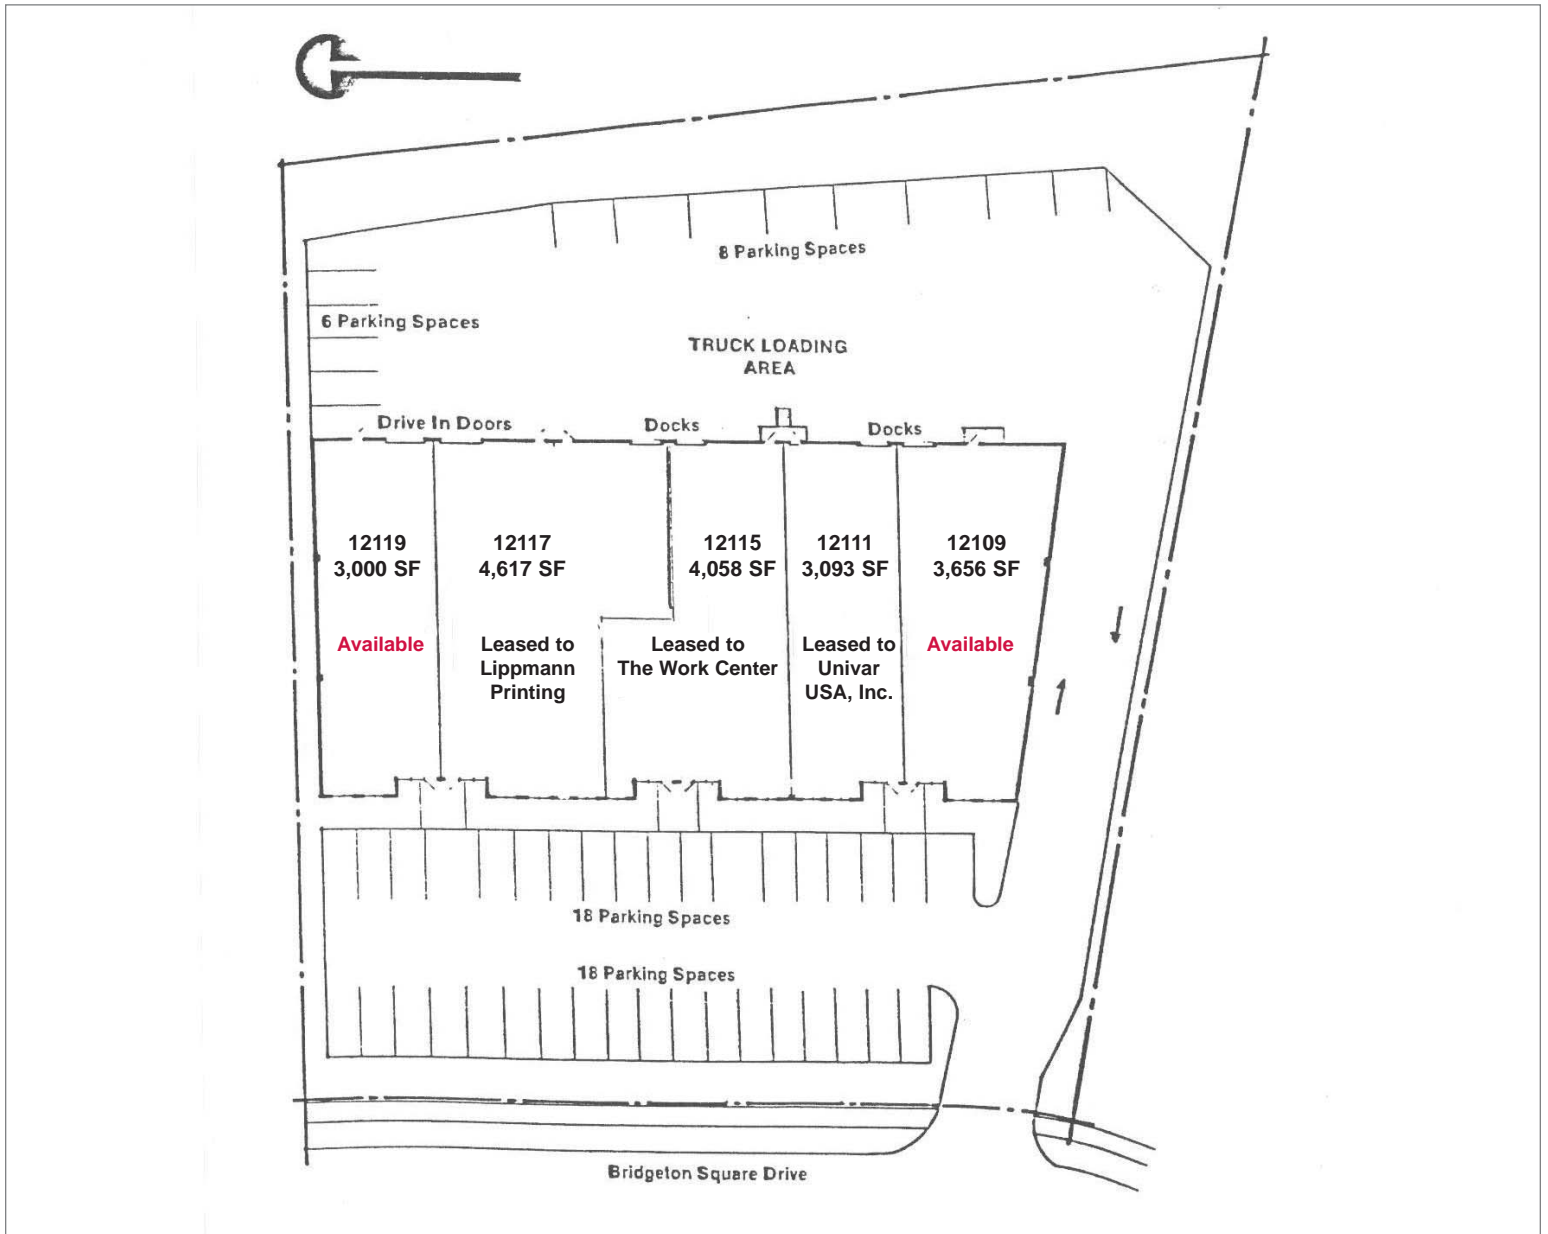 8 Parking Spaces
6 Parking Spaces
TRUCK LOADING
AREA
Drive In Doors
Docks
Docks
12119
3,000 SF
Available
12117
4,617 SF
Leased to
Lippmann
Printing
12115
4,058 SF
Leased to
The Work Center
12111
3,093 SF
Leased to
Univar
USA, Inc.
12109
3,656 SF
Available
18 Parking Spaces
18 Parking Spaces
Bridgeton Square Drive